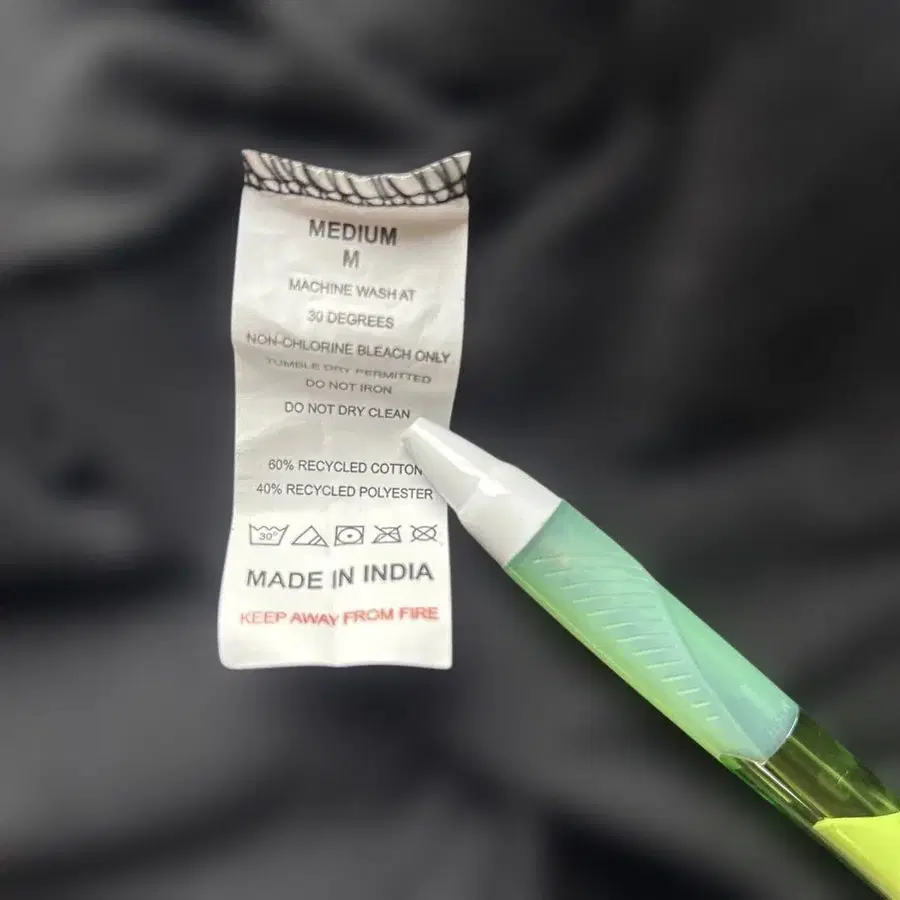 MEDIUM
M
MACHINE WASH AT
30 DEGREES
NON-CHLORINE BLEACH ONLY
TUMBLE DRY PERMITTED
DO NOT IRON
DO NOT DRY CLEAN
60% RECYCLED COTTON
40% RECYCLED POLYESTER
30°
MADE IN INDIA
KEEP AWAY FROM FIRE